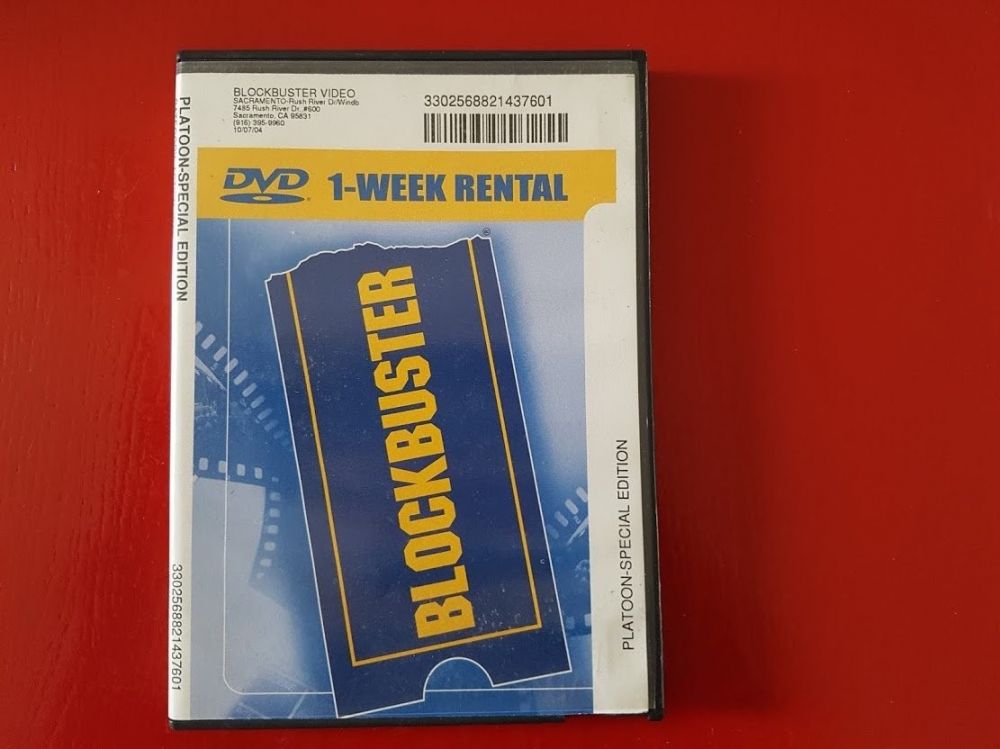 BLOCKBUSTER VIDEO
SACRAMENTO-Rush River Dr/Windb
7485 Rush River Dr.,#600
Sacramento, CA 95831
(916) 395-9960
10/07/04
3302568821437601
DVD 1-WEEK RENTAL
BLOCKBUSTER
®
PLATOON-SPECIAL EDITION
3302568821437601
PLATOON-SPECIAL EDITION